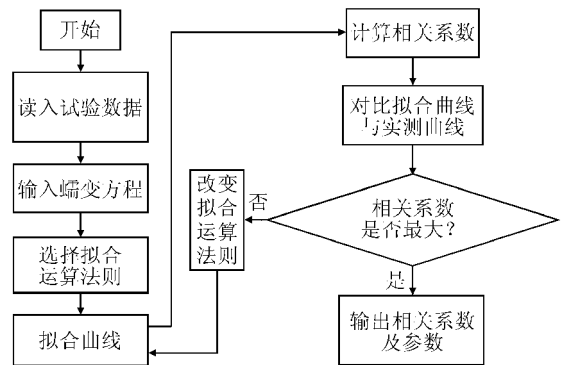 开始
读入试验数据
输入蠕变方程
选择拟合
运算法则
拟合曲线
计算相关系数
对比拟合曲线
与实测曲线
相关系数
是否最大？
否
改变
拟合
运算
法则
是
输出相关系数
及参数